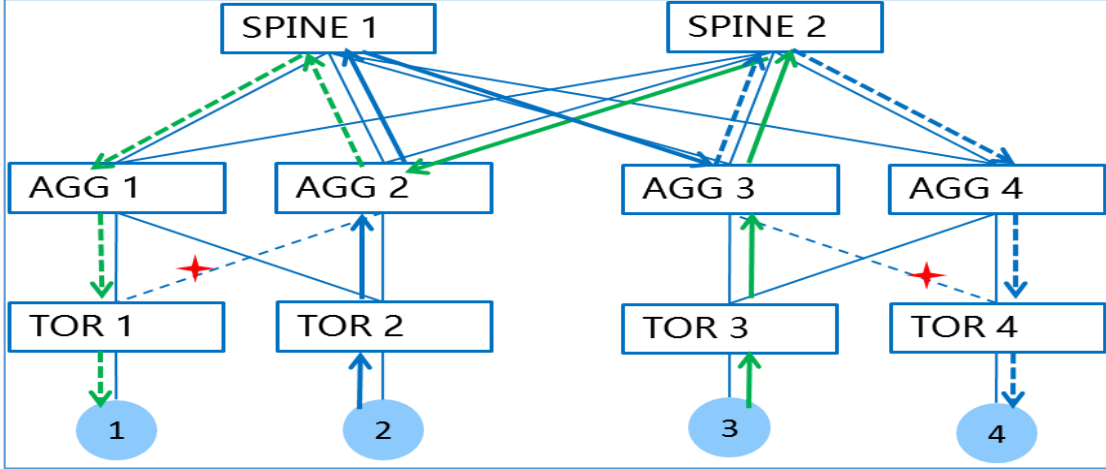 SPINE 1
SPINE 2
AGG 1
AGG 2
AGG 3
AGG 4
TOR 1
TOR 2
TOR 3
TOR 4
1
2
3
4